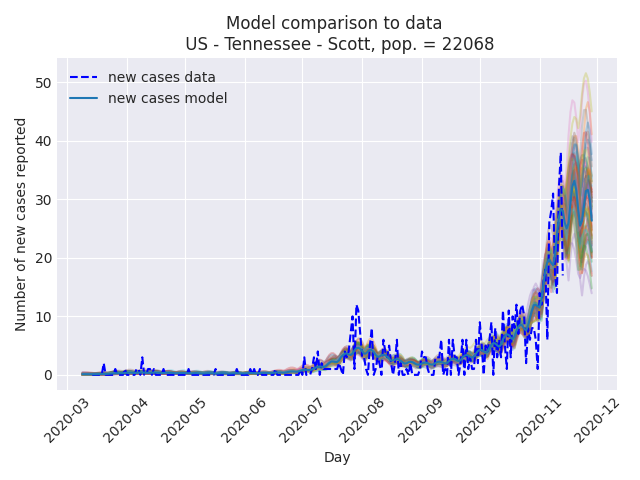 Model comparison to data
US - Tennessee - Scott, pop. = 22068
new cases data
new cases model
Number of new cases reported
50
40
30
20
10
0
2020-03
2020-04
2020-05
2020-06
2020-07
2020-08
2020-09
2020-10
2020-11
2020-12
Day